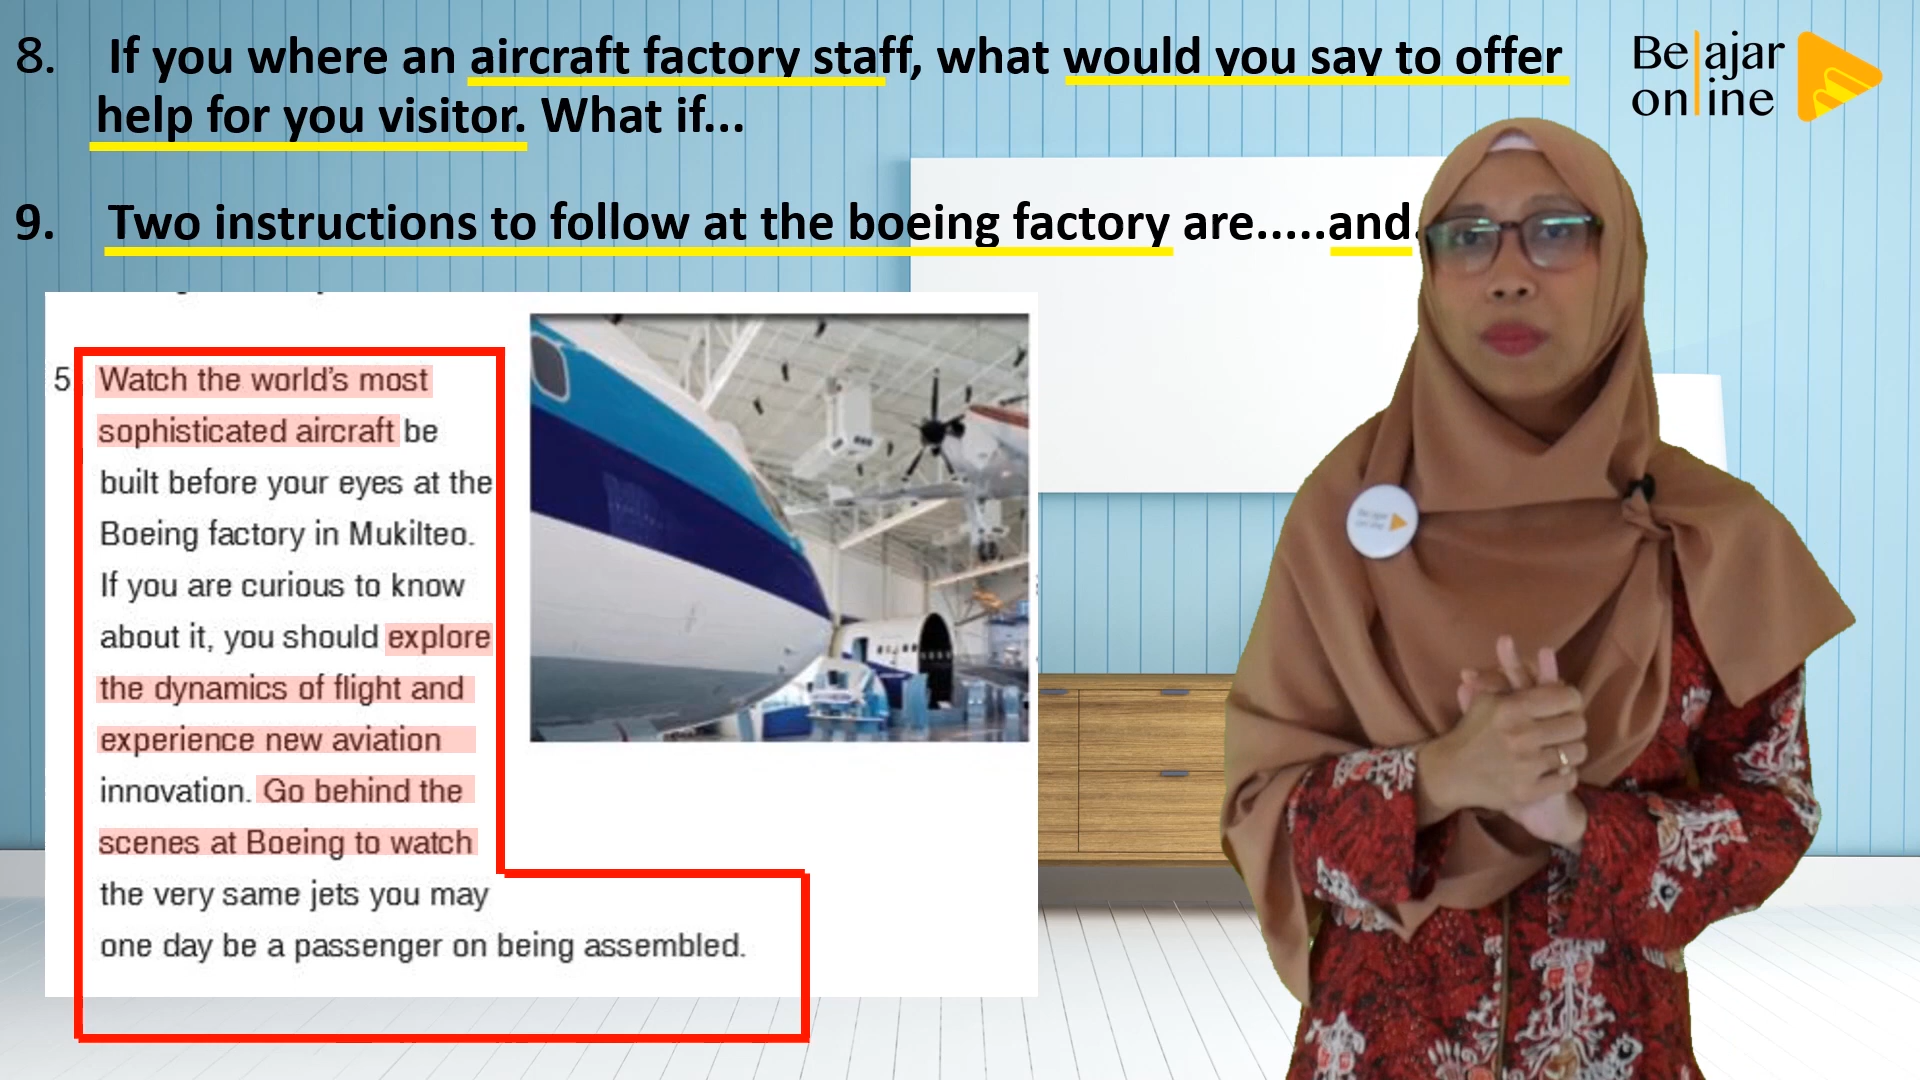 8. If you where an aircraft factory staff, what would you say to offer
help for you visitor. What if...
Belajar
online
9. Two instructions to follow at the boeing factory are.....and.
5 Watch the world's most
sophisticated aircraft be
built before your eyes at the
Boeing factory in Mukilteo.
If you are curious to know
about it, you should explore
the dynamics of flight and
experience new aviation
innovation. Go behind the
scenes at Boeing to watch
the very same jets you may
one day be a passenger on being assembled.